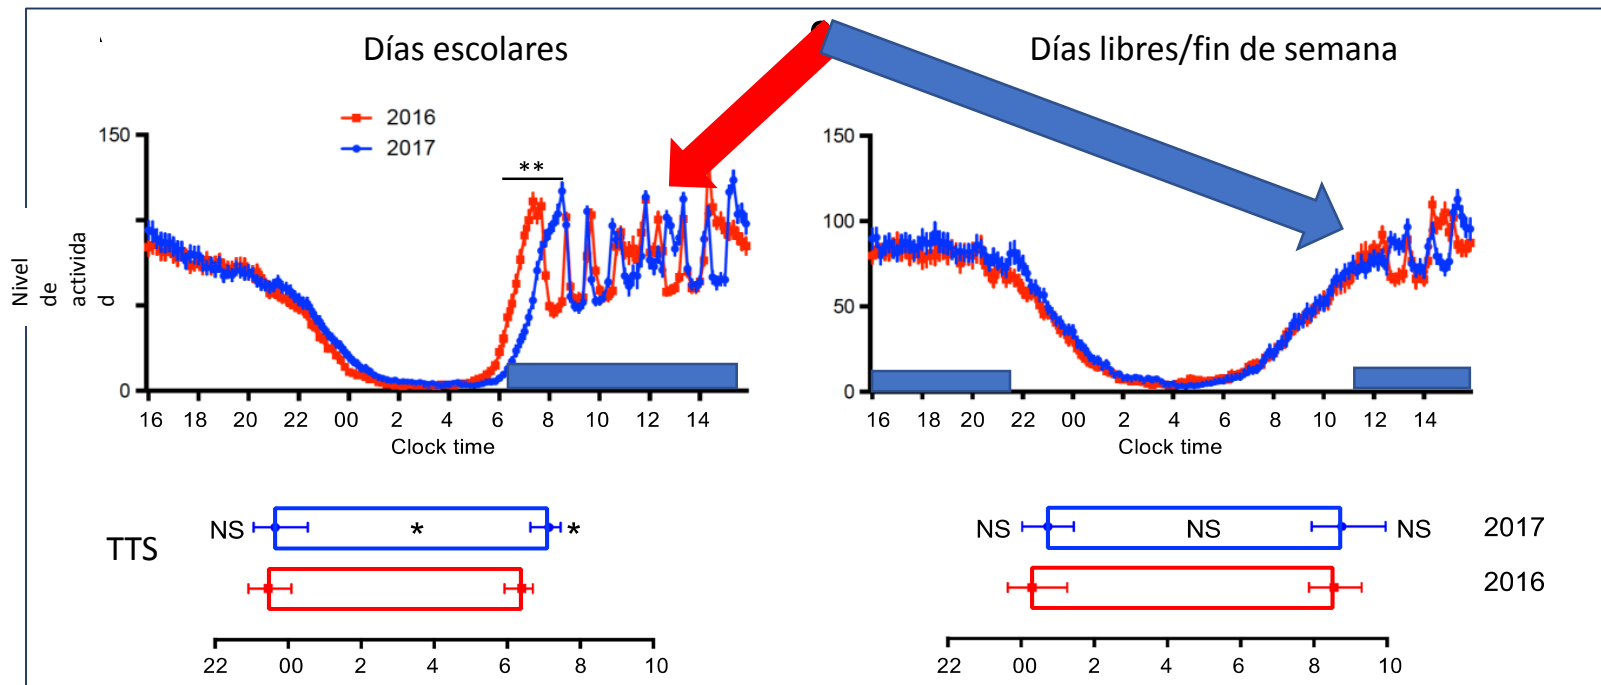 Días escolares
Días libres/fin de semana
2016
2017
**
150
0
Nivel
de
activida
d
16 18 20 22 00 2 4 6 8 10 12 14
Clock time
150
100
50
0
16 18 20 22 00 2 4 6 8 10 12 14
Clock time
TTS
NS * *
22 00 2 4 6 8 10
NS NS NS 2017
2016
22 00 2 4 6 8 10